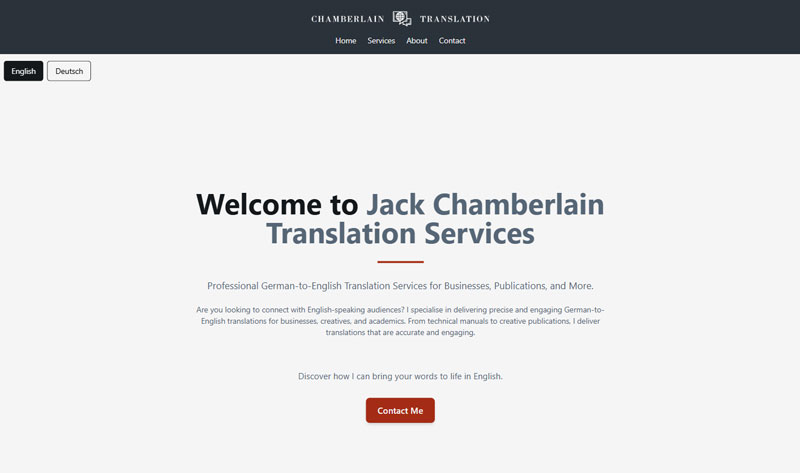 CHAMBERLAIN TRANSLATION
Home Services About Contact
English Deutsch
Welcome to Jack Chamberlain
Translation Services
Professional German-to-English Translation Services for Businesses, Publications, and More.
Are you looking to connect with English-speaking audiences? I specialise in delivering precise and engaging German-to-
English translations for businesses, creatives, and academics. From technical manuals to creative publications, I deliver
translations that are accurate and engaging.
Discover how I can bring your words to life in English.
Contact Me